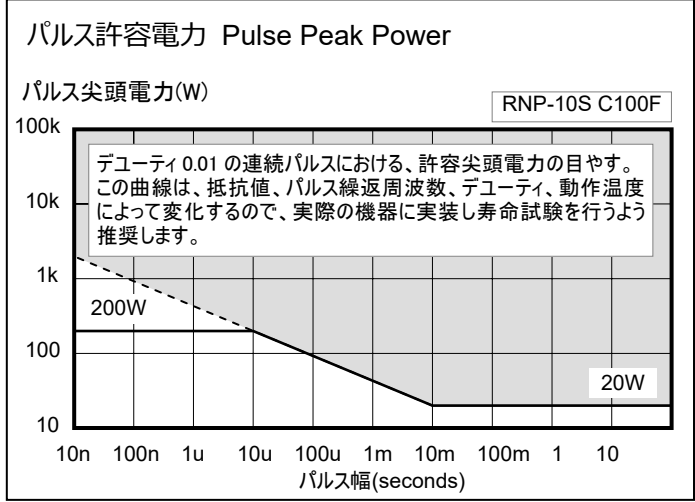 パルス許容電力 Pulse Peak Power
パルス尖頭電力(W)
RNP-10S C100F
100k
デューティ 0.01 の連続パルスにおける、許容尖頭電力の目やす。
この曲線は、抵抗値、パルス繰返周波数、デューティ、動作温度
によって変化するので、実際の機器に実装し寿命試験を行うよう
推奨します。
10k
1k
200W
100
20W
10
10n 100n 1u 10u 100u 1m 10m 100m 1 10
パルス幅(seconds)